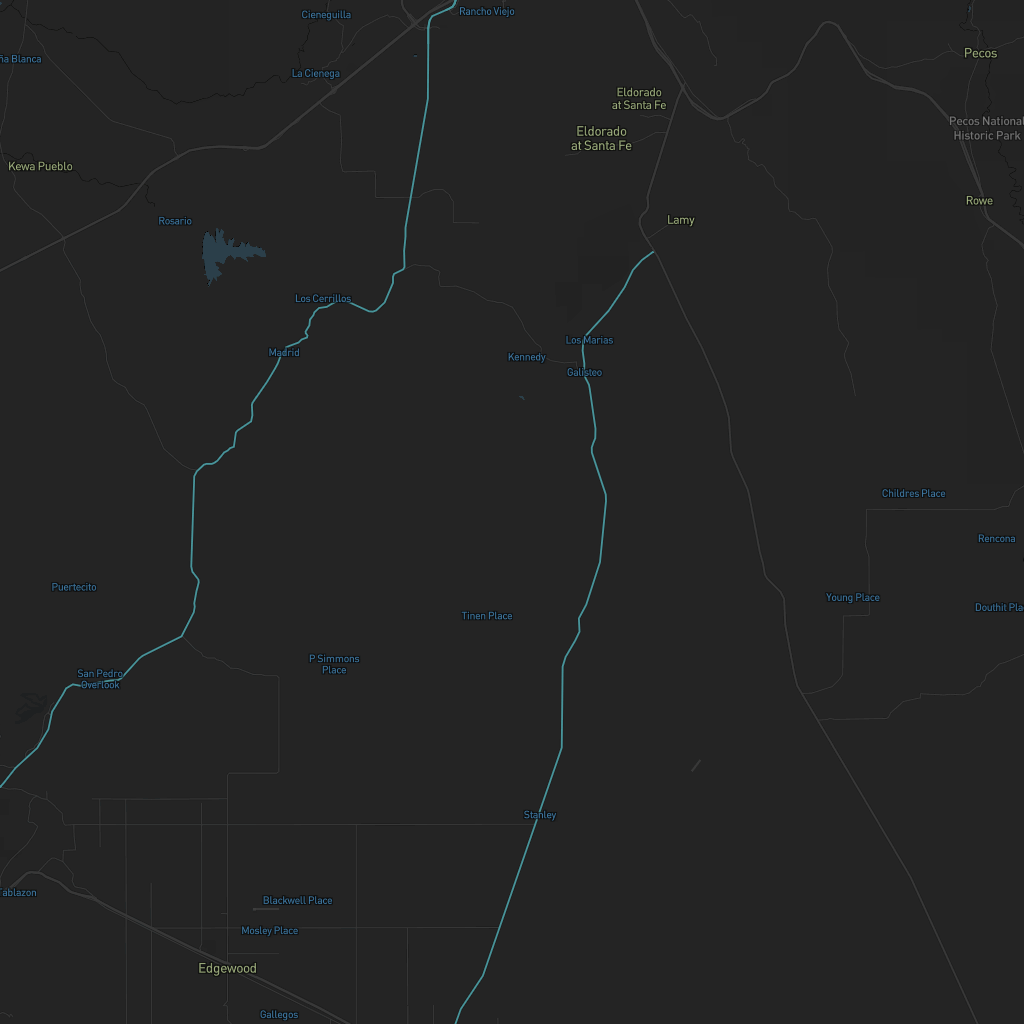 Rancho Viejo
Cieneguilla
Pecos
ña Blanca
La Cienega
Eldorado
at Santa Fe
Pecos National
Historic Park
Eldorado
at Santa Fe
Kewa Pueblo
Rowe
Rosario
Lamy
Los Cerrillos
Los Marias
Madrid
Kennedy
Galisteo
Childres Place
Rencona
Puertecito
Young Place
Douthit Pla
Tinen Place
P Simmons
Place
San Pedro
Overlook
Stanley
Tablazon
Blackwell Place
Mosley Place
Edgewood
Gallegos